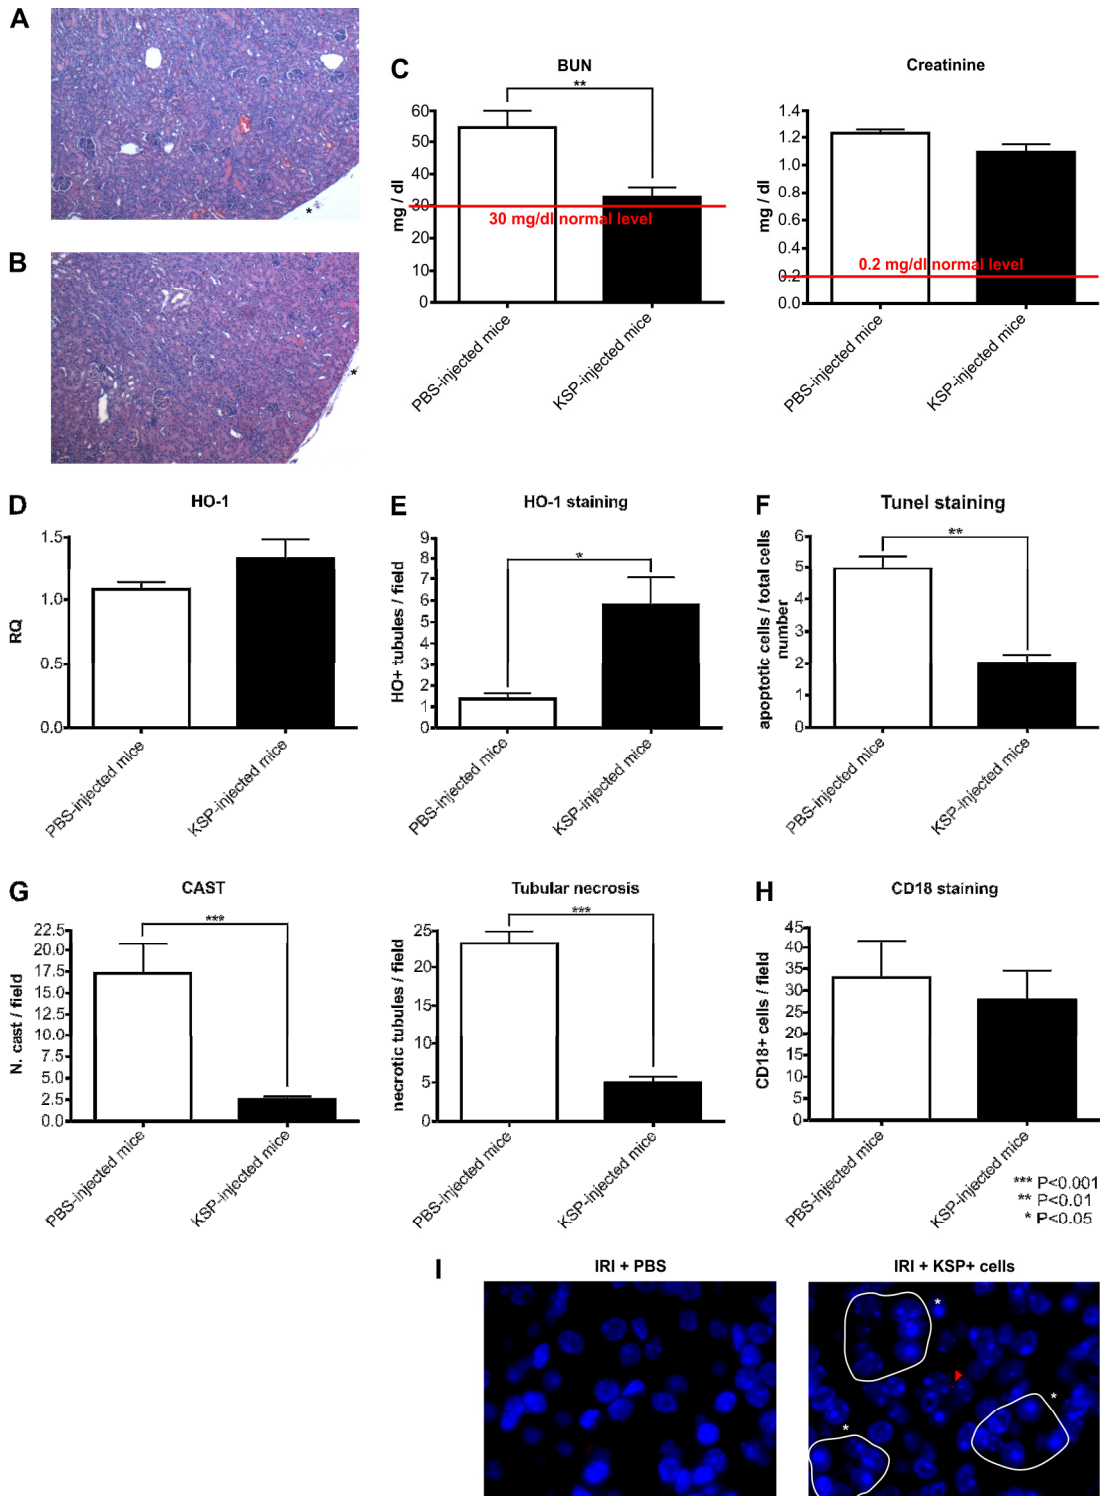 A
*
B
*
C
BUN
**
mg / dl
60
50
40
30
20
10
0
30 mg/dl normal level
PBS-injected mice
KSP-injected mice
Creatinine
mg / dl
1.4
1.2
1.0
0.8
0.6
0.4
0.2
0.0
0.2 mg/dl normal level
PBS-injected mice
KSP-injected mice
D
HO-1
RQ
1.5
1.0
0.5
0.0
PBS-injected mice
KSP-injected mice
E
HO-1 staining
*
HO+ tubules / field
9
8
7
6
5
4
3
2
1
0
PBS-injected mice
KSP-injected mice
F
Tunel staining
**
apoptotic cells / total cells
number
6
5
4
3
2
1
0
PBS-injected mice
KSP-injected mice
G
CAST
***
N. cast / field
22.5
20.0
17.5
15.0
12.5
10.0
7.5
5.0
2.5
0.0
PBS-injected mice
KSP-injected mice
Tubular necrosis
***
necrotic tubules / field
25
20
15
10
5
0
PBS-injected mice
KSP-injected mice
H
CD18 staining
CD18+ cells / field
45
40
35
30
25
20
15
10
5
0
PBS-injected mice
KSP-injected mice
*** P<0.001
** P<0.01
* P<0.05
I
IRI + PBS
IRI + KSP+ cells
*
*
*